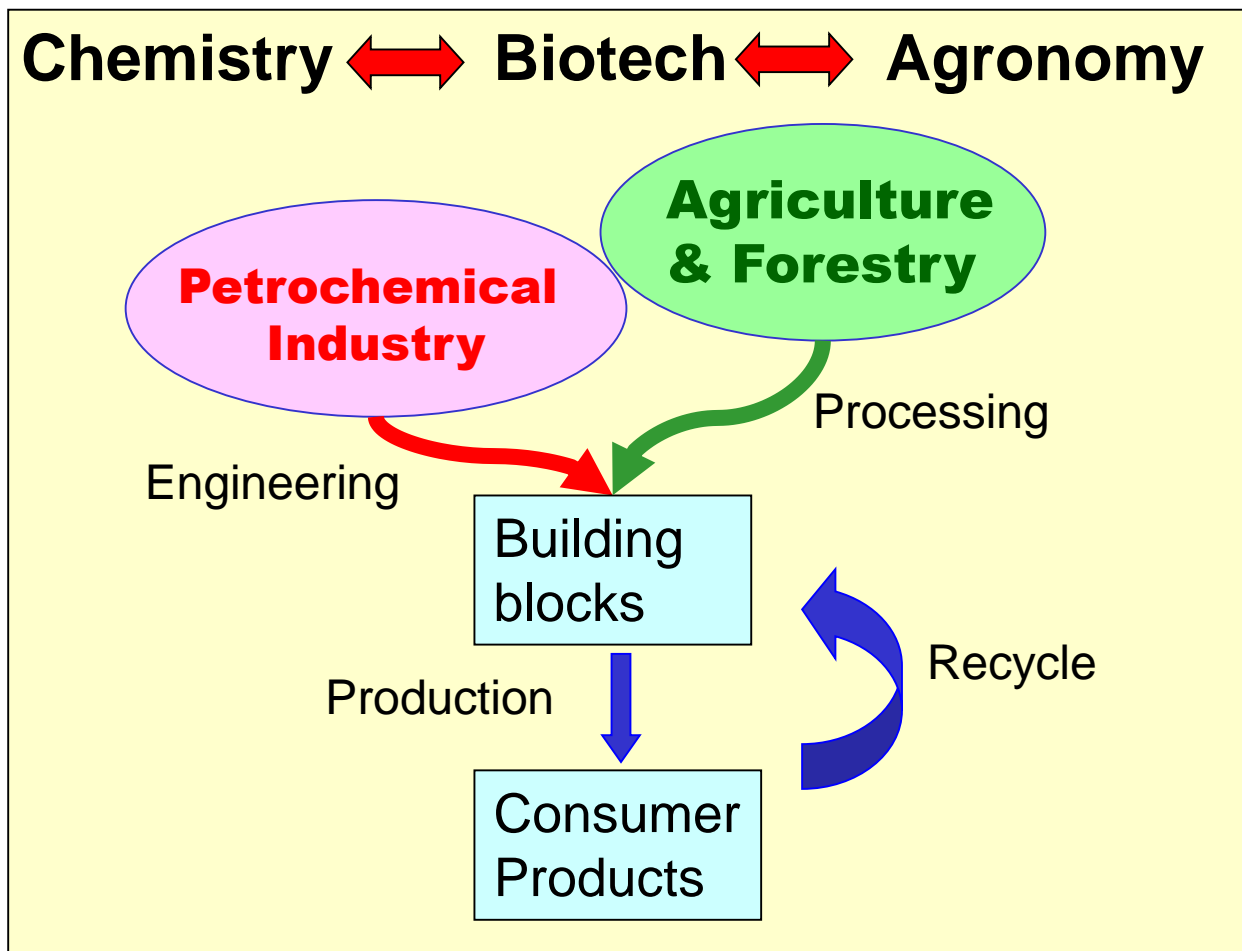 Chemistry Biotech Agronomy
Agriculture
& Forestry
Petrochemical
Industry
Processing
Engineering
Building
blocks
Recycle
Production
Consumer
Products